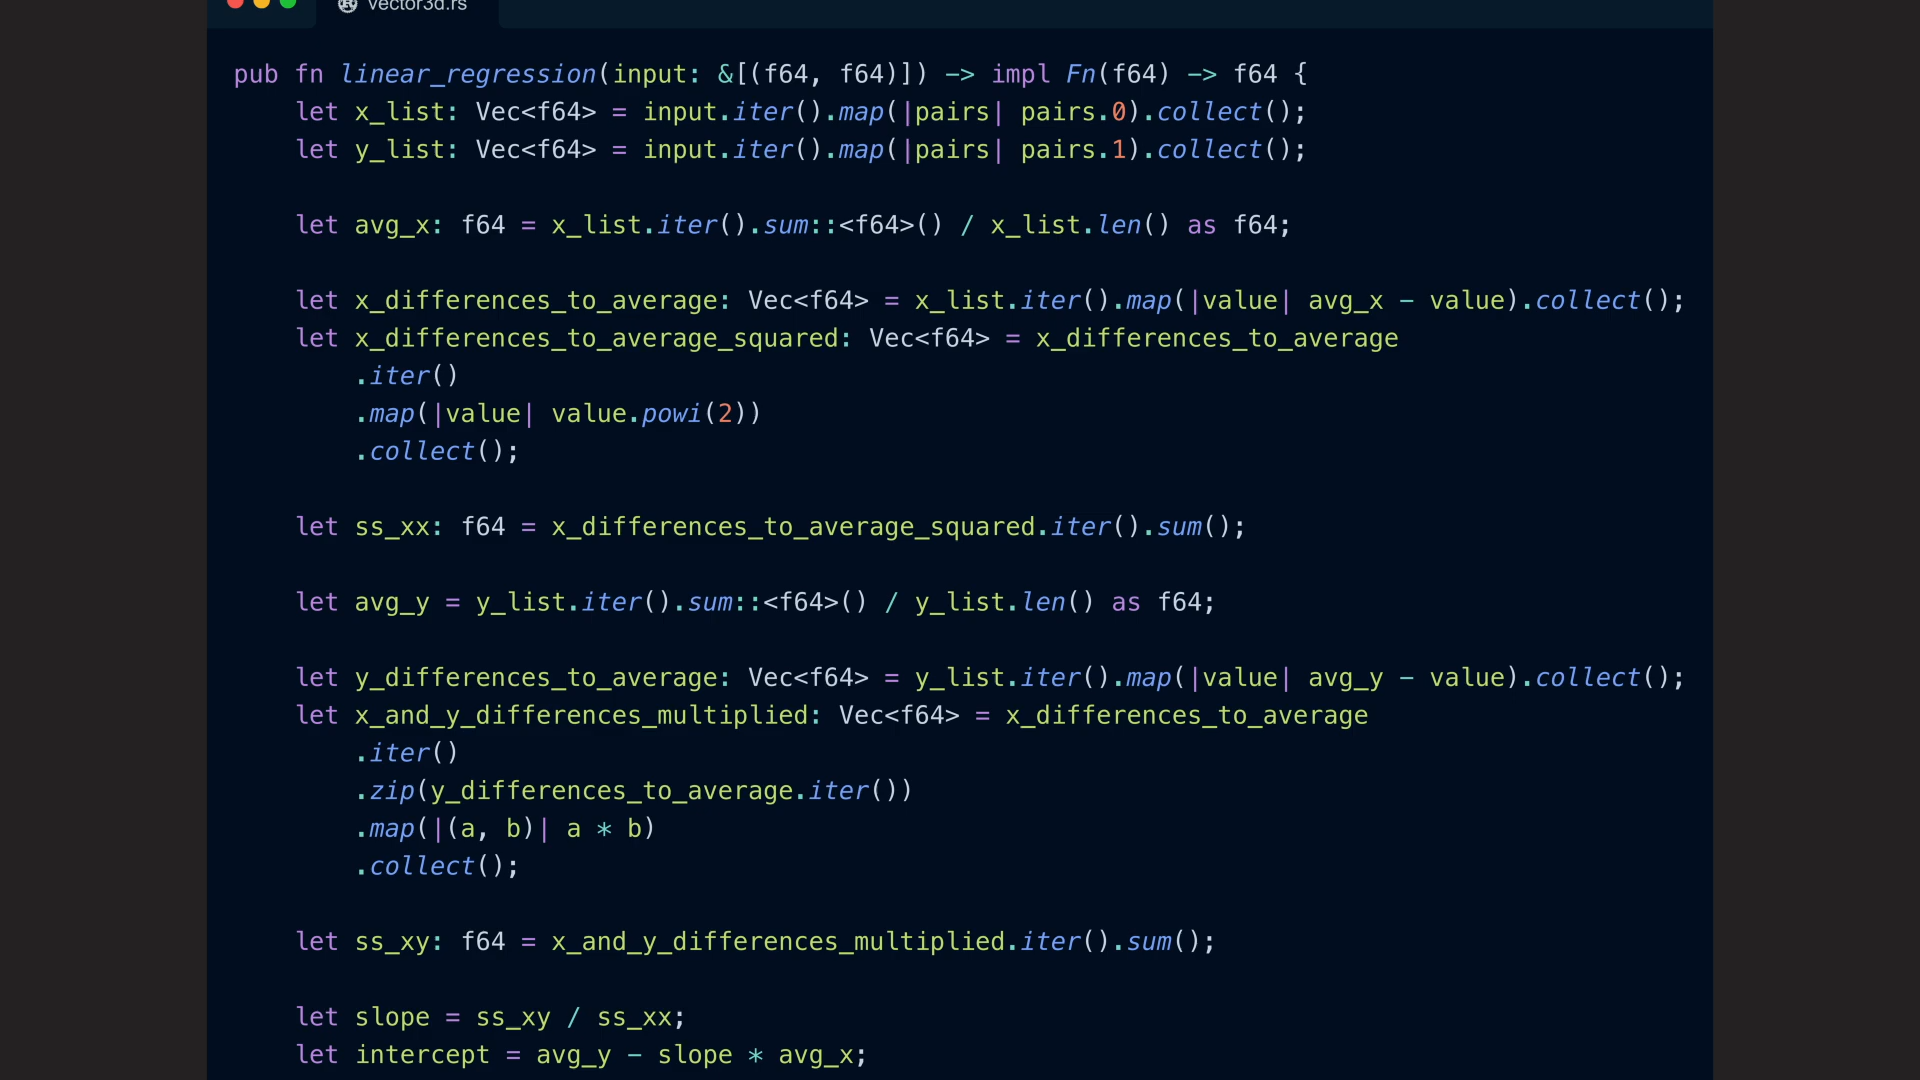 vector3d.rs
pub fn linear_regression(input: &[(f64, f64)]) -> impl Fn(f64) -> f64 {
    let x_list: Vec<f64> = input.iter().map(|pairs| pairs.0).collect();
    let y_list: Vec<f64> = input.iter().map(|pairs| pairs.1).collect();

    let avg_x: f64 = x_list.iter().sum::<f64>() / x_list.len() as f64;

    let x_differences_to_average: Vec<f64> = x_list.iter().map(|value| avg_x - value).collect();
    let x_differences_to_average_squared: Vec<f64> = x_differences_to_average
        .iter()
        .map(|value| value.powi(2))
        .collect();

    let ss_xx: f64 = x_differences_to_average_squared.iter().sum();

    let avg_y = y_list.iter().sum::<f64>() / y_list.len() as f64;

    let y_differences_to_average: Vec<f64> = y_list.iter().map(|value| avg_y - value).collect();
    let x_and_y_differences_multiplied: Vec<f64> = x_differences_to_average
        .iter()
        .zip(y_differences_to_average.iter())
        .map(|(a, b)| a * b)
        .collect();

    let ss_xy: f64 = x_and_y_differences_multiplied.iter().sum();

    let slope = ss_xy / ss_xx;
    let intercept = avg_y - slope * avg_x;